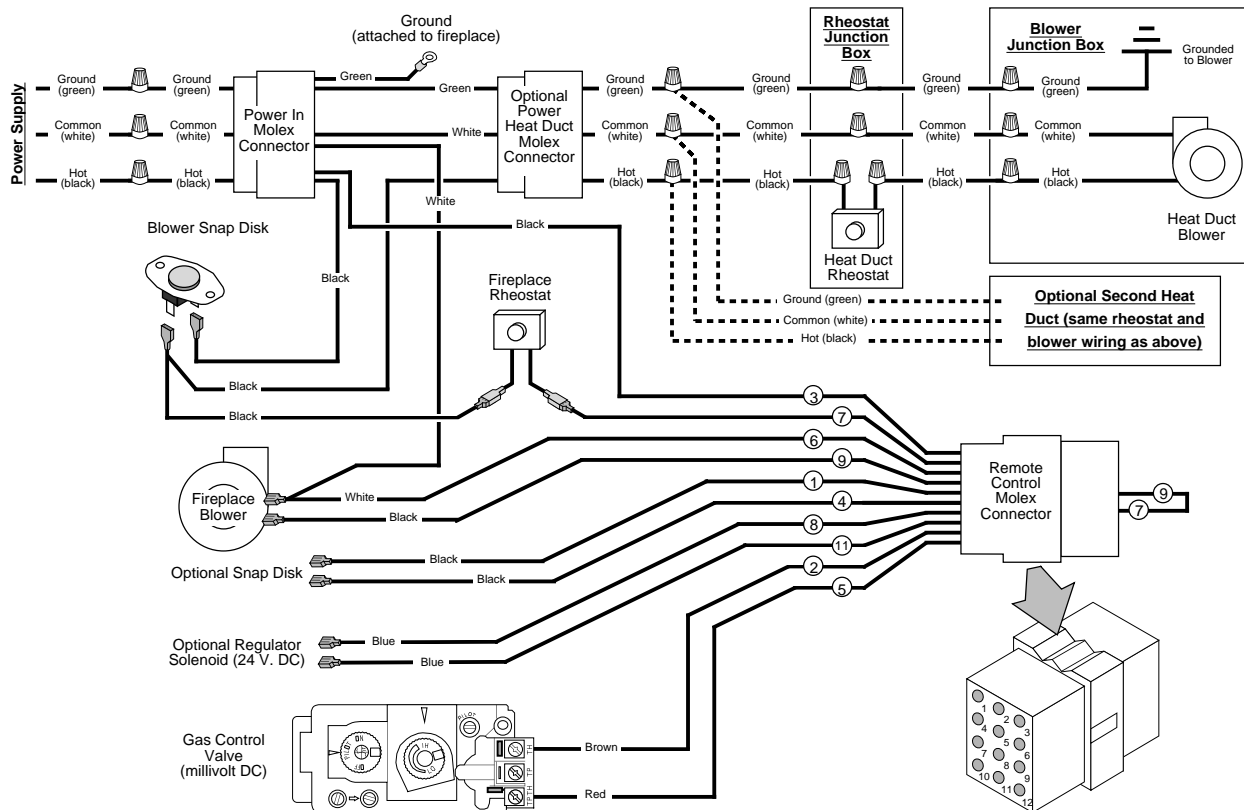 Ground
(attached to fireplace)
Rheostat
Junction
Box
Blower
Junction Box
Grounded
to Blower
Power Supply
Ground
(green)
Ground
(green)
Green
Green
Ground
(green)
Ground
(green)
Ground
(green)
Ground
(green)
Power In
Molex
Connector
Optional
Power
Heat Duct
Molex
Connector
Common
(white)
Common
(white)
White
Common
(white)
Common
(white)
Common
(white)
Common
(white)
Hot
(black)
Hot
(black)
Hot
(black)
Hot
(black)
Hot
(black)
Hot
(black)
White
Heat Duct
Blower
Blower Snap Disk
Black
Heat Duct
Rheostat
Black
Fireplace
Rheostat
Ground (green)
Common (white)
Hot (black)
Optional Second Heat
Duct (same rheostat and
blower wiring as above)
Black
Black
3
7
6
9
1
4
8
11
2
5
Remote
Control
Molex
Connector
9
7
Fireplace
Blower
White
Black
Optional Snap Disk
Black
Black
Optional Regulator
Solenoid (24 V. DC)
Blue
Blue
Gas Control
Valve
(millivolt DC)
PILOT
ON
PILOT
OFF
HI
LO
TH
TP
TP TH
Brown
Red
1
2
3
4
5
6
7
8
9
10
11
12